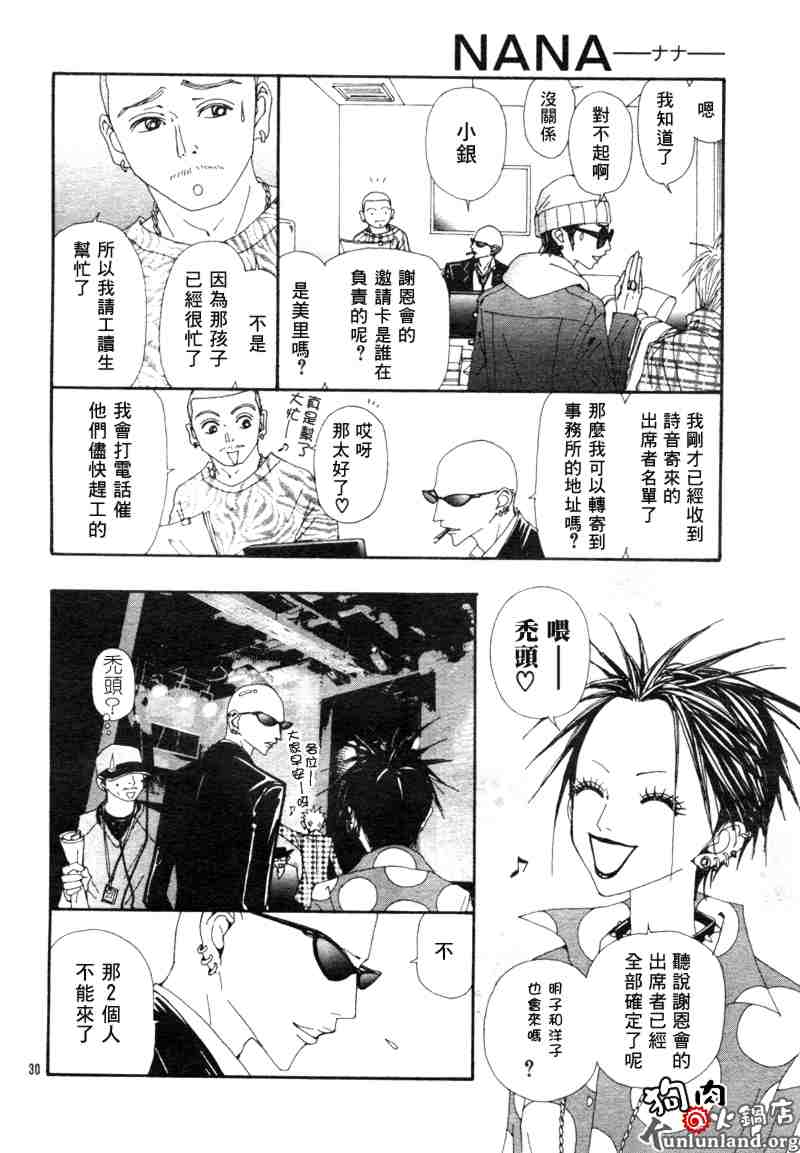 NANA—ナナ—
嗯
我知道了
對不起啊
沒關係
小銀
謝恩會的
邀請卡是誰在
負責的呢?
是美里嗎?
不是
因為那孩子
已經很忙了
所以我請工讀生
幫忙了
我剛才已經收到
詩音寄來的
出席者名單了
那麼我可以轉寄到
事務所的地址嗎?
哎呀
那太好了♡
真是幫了
大忙~
我會打電話催
他們儘快趕工的
喂—
禿頭♡
聽說謝恩會的
出席者已經
全部確定了呢
明子和洋子
也會來嗎?
各位—
大家早安—呀
禿頭?
不
那2個人
不能來了
30
狗肉
火鍋店
Kunlunland.org